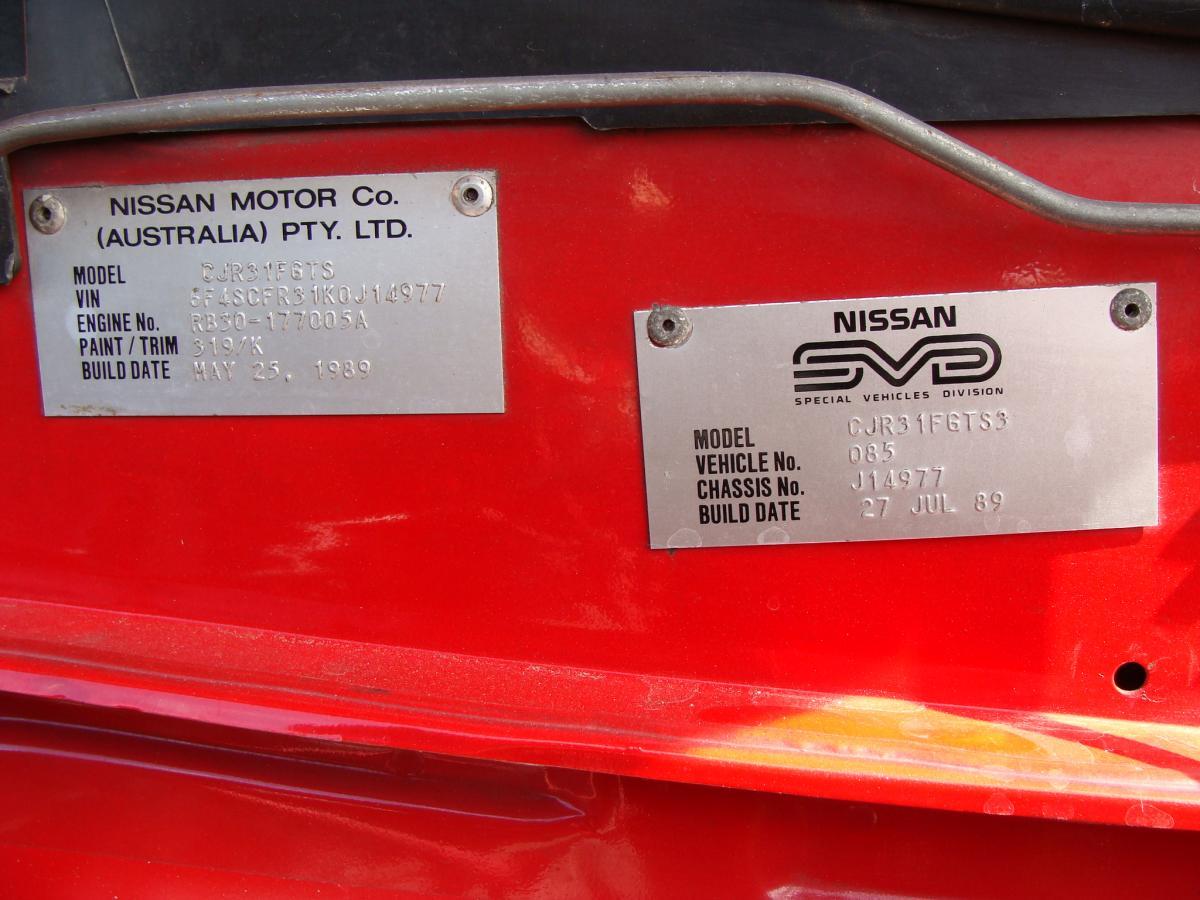 NISSAN MOTOR Co.
(AUSTRALIA) PTY. LTD.
MODEL CJR31FGTS
VIN 6F4SCFR31K0J14977
ENGINE No. RB30-177005A
PAINT / TRIM 319/K
BUILD DATE MAY 25, 1989
NISSAN
SVD
SPECIAL VEHICLES DIVISION
MODEL CJR31FGTS3
VEHICLE No. 085
CHASSIS No. J14977
BUILD DATE 27 JUL 89